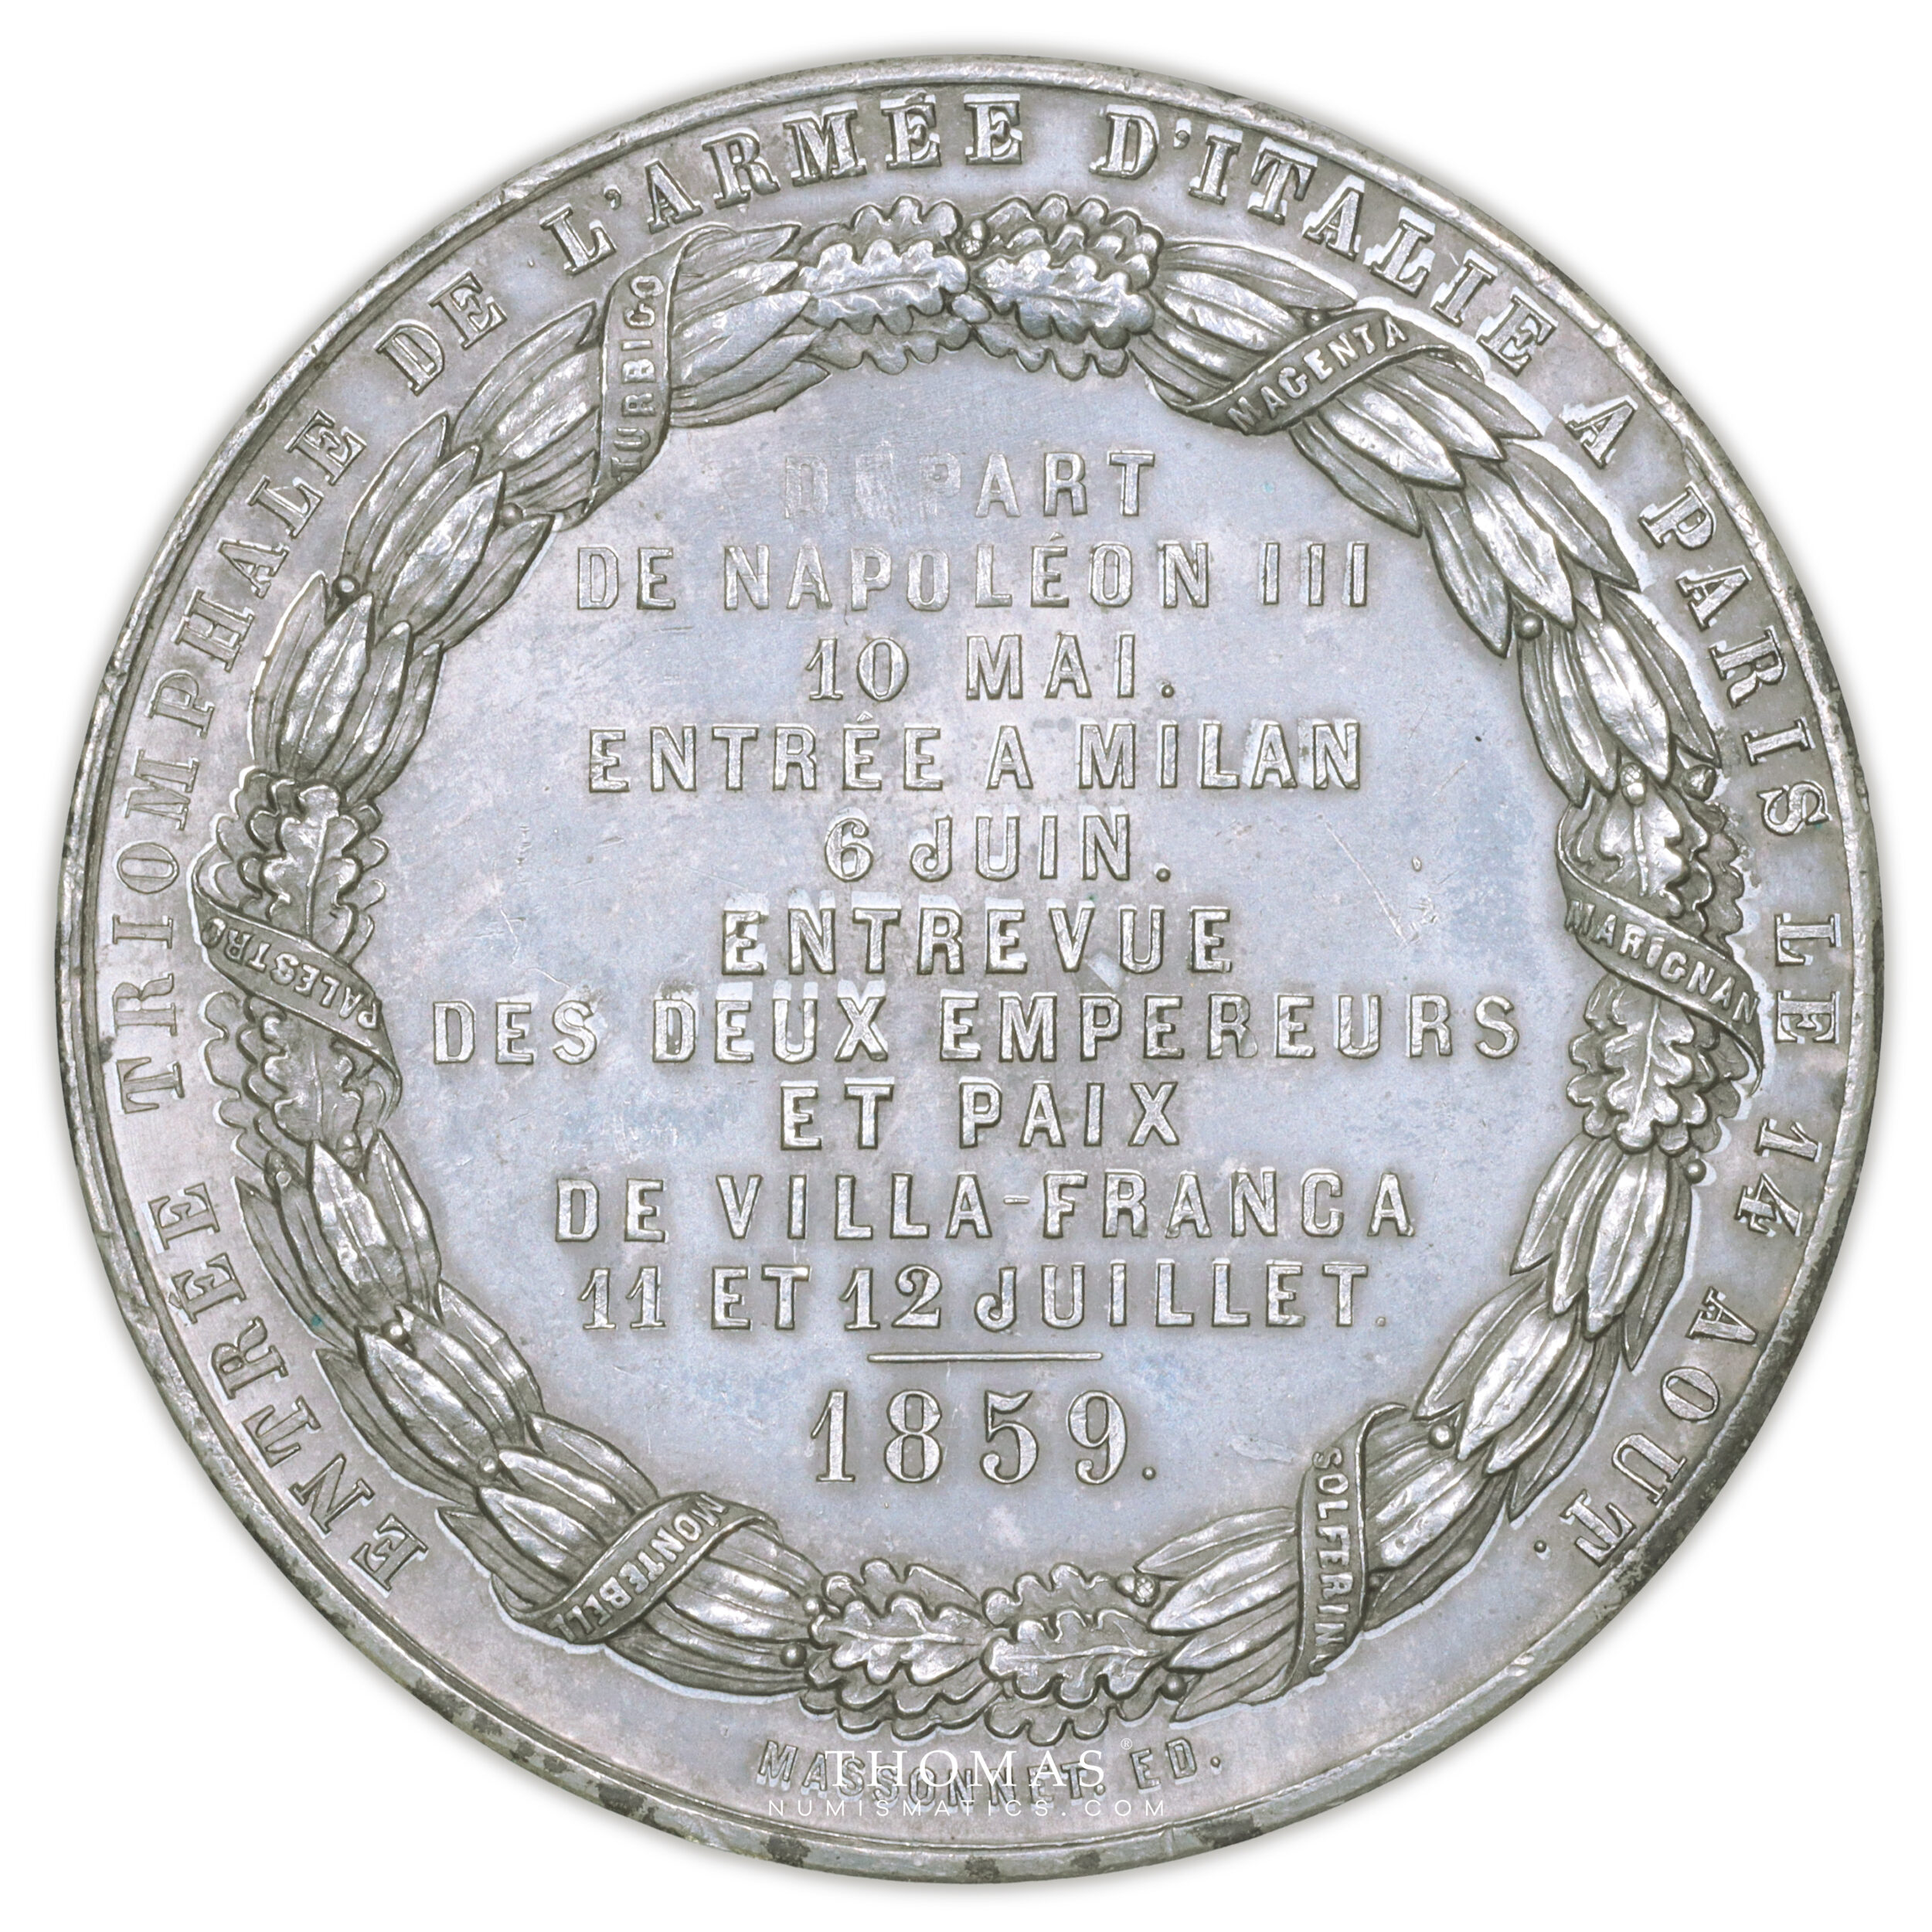 ENTRÉE TRIOMPHALE DE L'ARMÉE D'ITALIE A PARIS LE 14 AOUT.
TURBIGO
MAGENTA
PALESTRO
MARIGNAN
MONTEBELL
SOLFERINO
DÉPART
DE NAPOLÉON III
10 MAI.
ENTRÉE A MILAN
6 JUIN.
ENTREVUE
DES DEUX EMPEREURS
ET PAIX
DE VILLA-FRANCA
11 ET 12 JUILLET.
1859.
MASSONNET. ED.
THOMAS®
NUMISMATICS.COM